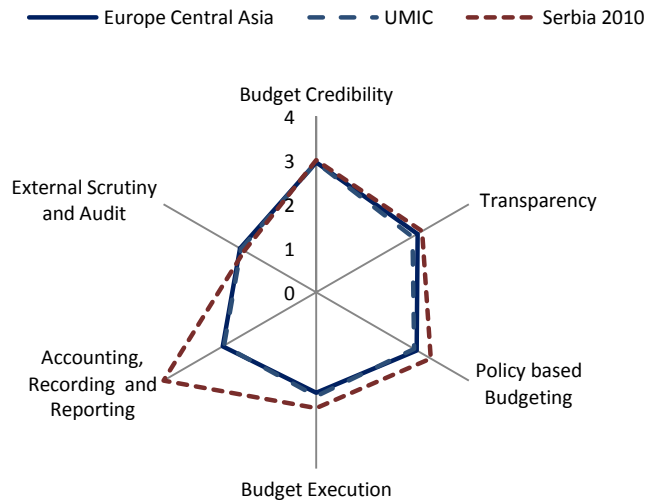 Europe Central Asia
UMIC
Serbia 2010
Budget Credibility
4
3
2
1
0
Transparency
Policy based
Budgeting
Budget Execution
Accounting,
Recording and
Reporting
External Scrutiny
and Audit